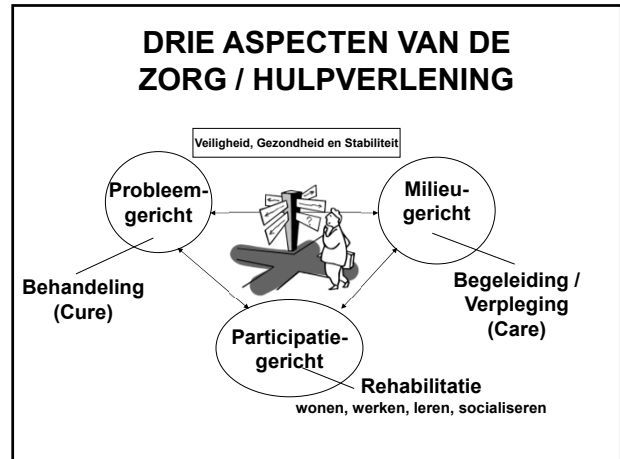 DRIE ASPECTEN VAN DE
ZORG / HULPVERLENING
Veiligheid, Gezondheid en Stabiliteit
Probleem-
gericht
Milieu-
gericht
?
Behandeling
(Cure)
Begeleiding /
Verpleging
(Care)
Participatie-
gericht
Rehabilitatie
wonen, werken, leren, socialiseren